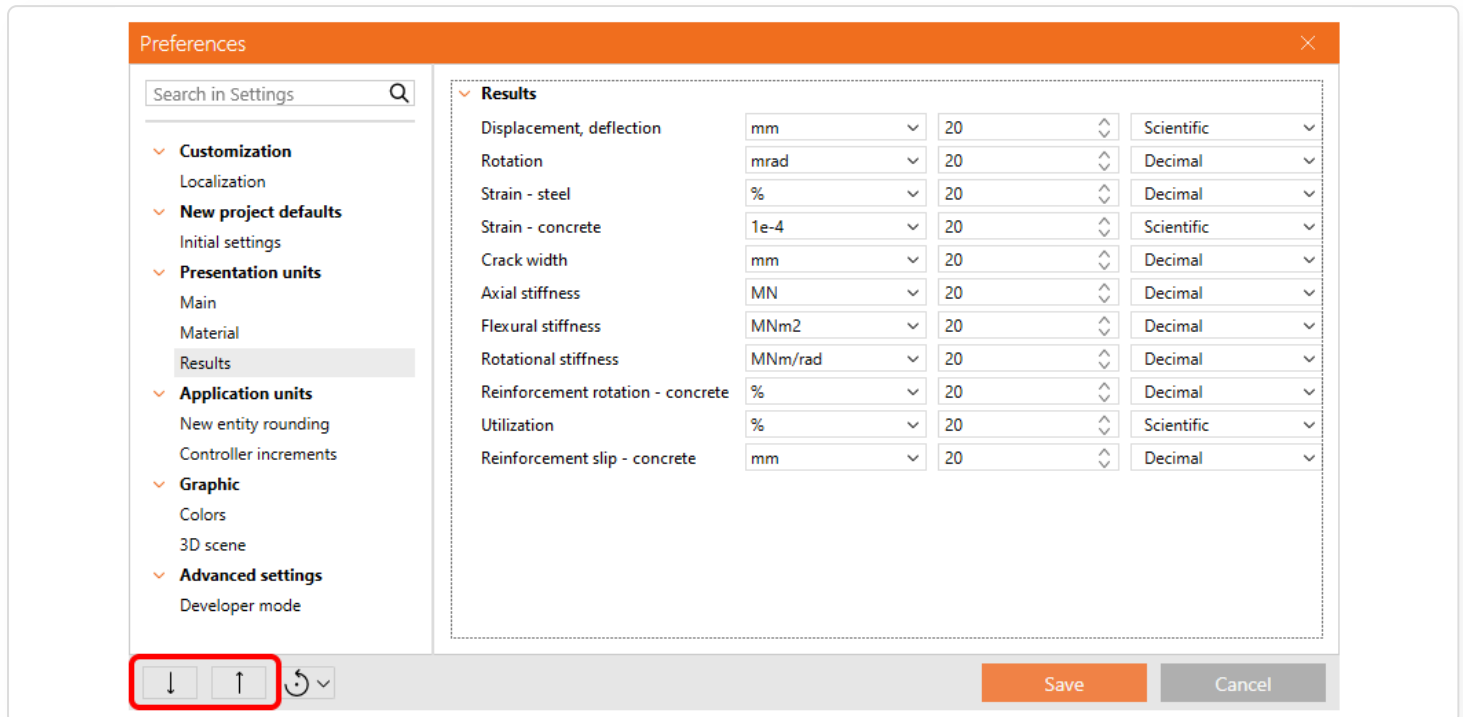 Preferences
Search in Settings
Customization
Localization
New project defaults
Initial settings
Presentation units
Main
Material
Results
Application units
New entity rounding
Controller increments
Graphic
Colors
3D scene
Advanced settings
Developer mode
Results
Displacement, deflection mm 20 Scientific
Rotation mrad 20 Decimal
Strain - steel % 20 Decimal
Strain - concrete 1e-4 20 Scientific
Crack width mm 20 Decimal
Axial stiffness MN 20 Decimal
Flexural stiffness MNm2 20 Decimal
Rotational stiffness MNm/rad 20 Decimal
Reinforcement rotation - concrete % 20 Decimal
Utilization % 20 Scientific
Reinforcement slip - concrete mm 20 Decimal
Save Cancel